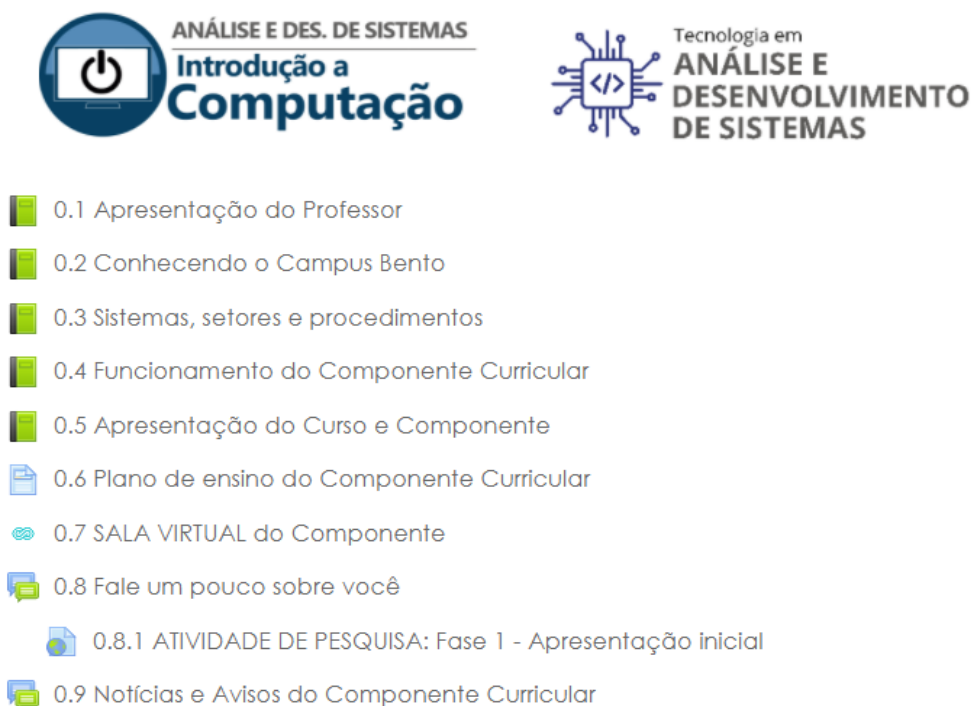 ANÁLISE E DES. DE SISTEMAS
Introdução a
Computação
Tecnologia em
ANÁLISE E
DESENVOLVIMENTO
DE SISTEMAS
</>
0.1 Apresentação do Professor
0.2 Conhecendo o Campus Bento
0.3 Sistemas, setores e procedimentos
0.4 Funcionamento do Componente Curricular
0.5 Apresentação do Curso e Componente
0.6 Plano de ensino do Componente Curricular
0.7 SALA VIRTUAL do Componente
0.8 Fale um pouco sobre você
0.8.1 ATIVIDADE DE PESQUISA: Fase 1 - Apresentação inicial
0.9 Notícias e Avisos do Componente Curricular